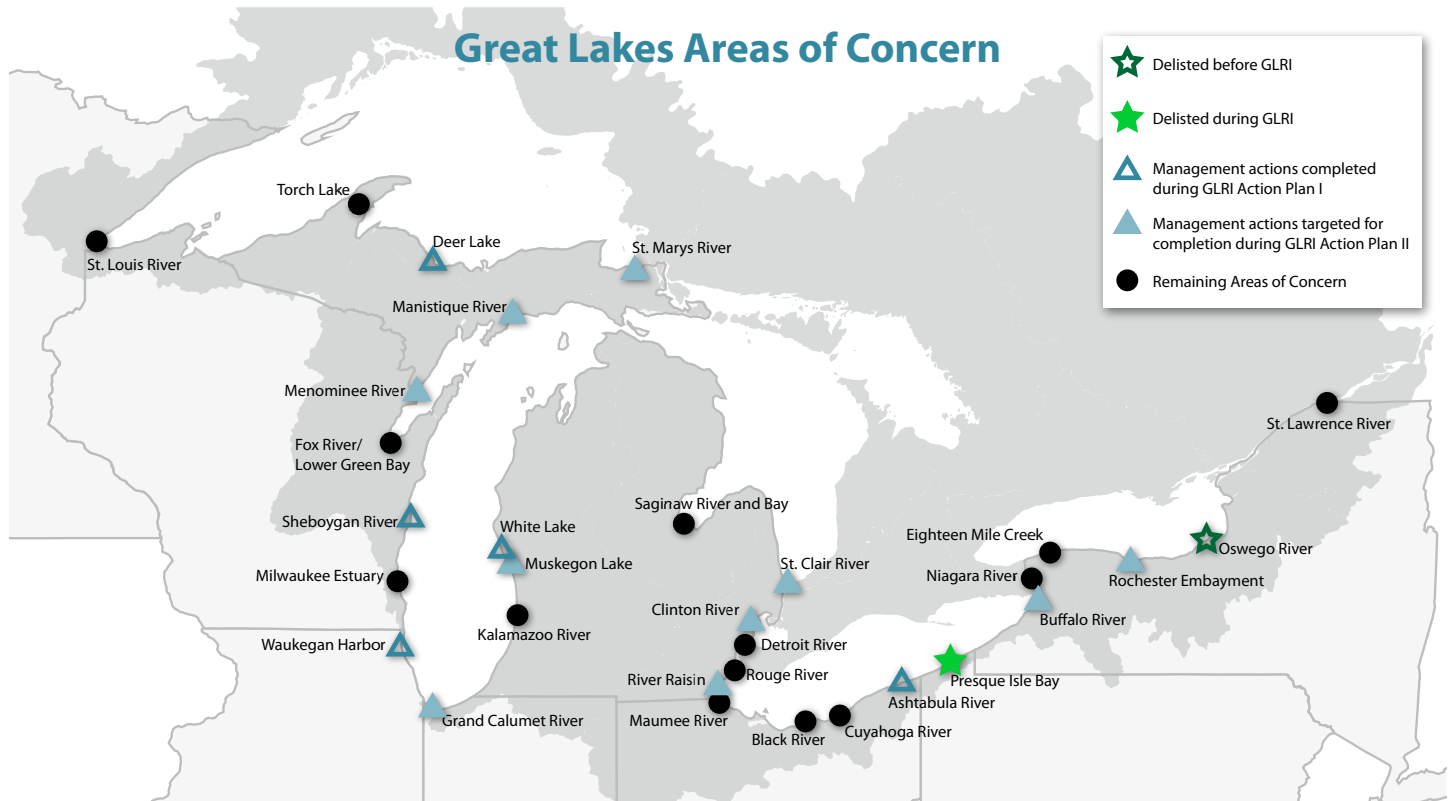 Great Lakes Areas of Concern
Delisted before GLRI
Delisted during GLRI
Management actions completed
during GLRI Action Plan I
Management actions targeted for
completion during GLRI Action Plan II
Remaining Areas of Concern
Torch Lake
St. Louis River
Deer Lake
St. Marys River
Manistique River
Menominee River
Fox River/
Lower Green Bay
St. Lawrence River
Sheboygan River
White Lake
Muskegon Lake
Saginaw River and Bay
Eighteen Mile Creek
Oswego River
Milwaukee Estuary
St. Clair River
Niagara River
Rochester Embayment
Clinton River
Buffalo River
Kalamazoo River
Waukegan Harbor
Detroit River
Rouge River
River Raisin
Presque Isle Bay
Ashtabula River
Grand Calumet River
Maumee River
Black River
Cuyahoga River